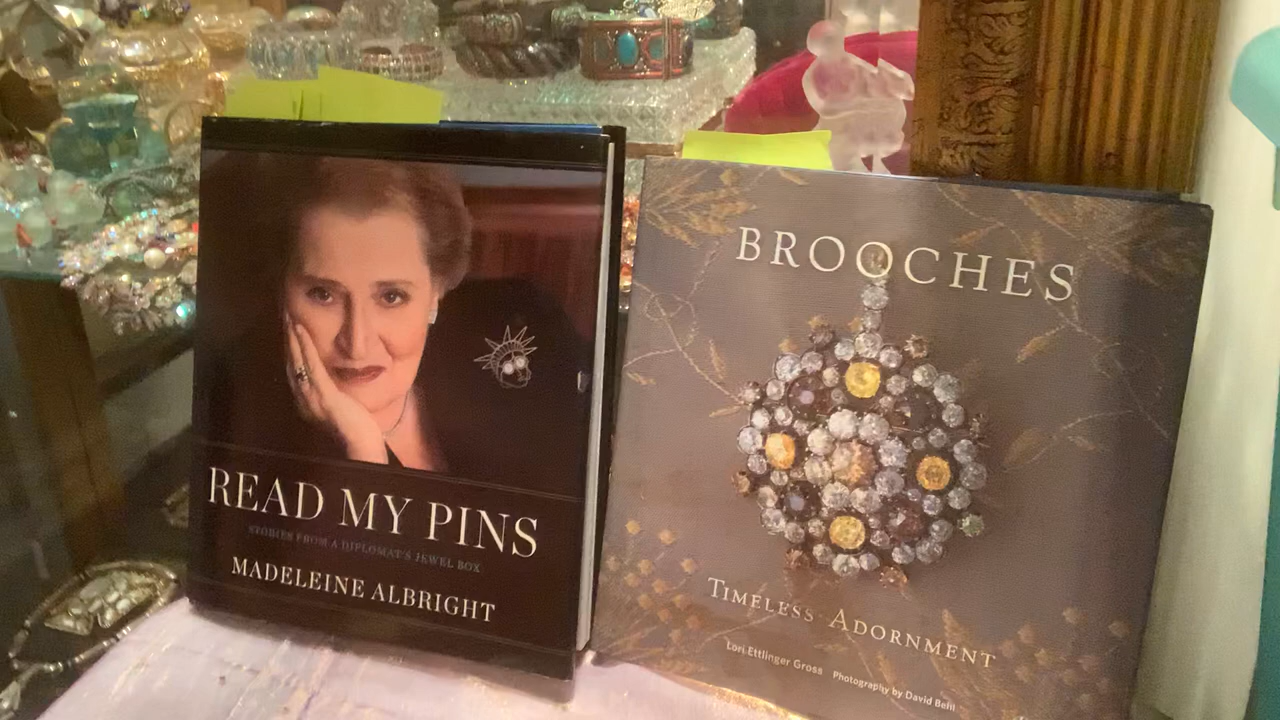 READ MY PINS
STORIES FROM A DIPLOMAT'S JEWEL BOX
MADELEINE ALBRIGHT
BROOCHES
TIMELESS ADORNMENT
Lori Ettlinger Gross Photography by David Behl